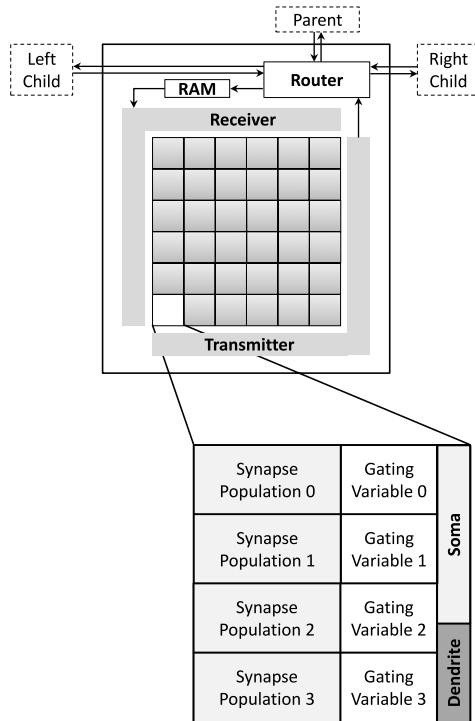 Parent
Left
Child
Router
Right
Child
RAM
Receiver
Transmitter
Synapse
Population 0
Gating
Variable 0
Soma
Synapse
Population 1
Gating
Variable 1
Synapse
Population 2
Gating
Variable 2
Dendrite
Synapse
Population 3
Gating
Variable 3